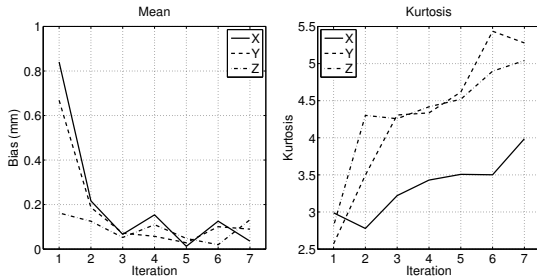 Mean
1
0.8
0.6
0.4
0.2
0
Bias (mm)
X
Y
Z
1 2 3 4 5 6 7
Iteration
Kurtosis
5.5
5
4.5
4
3.5
3
2.5
Kurtosis
X
Y
Z
1 2 3 4 5 6 7
Iteration